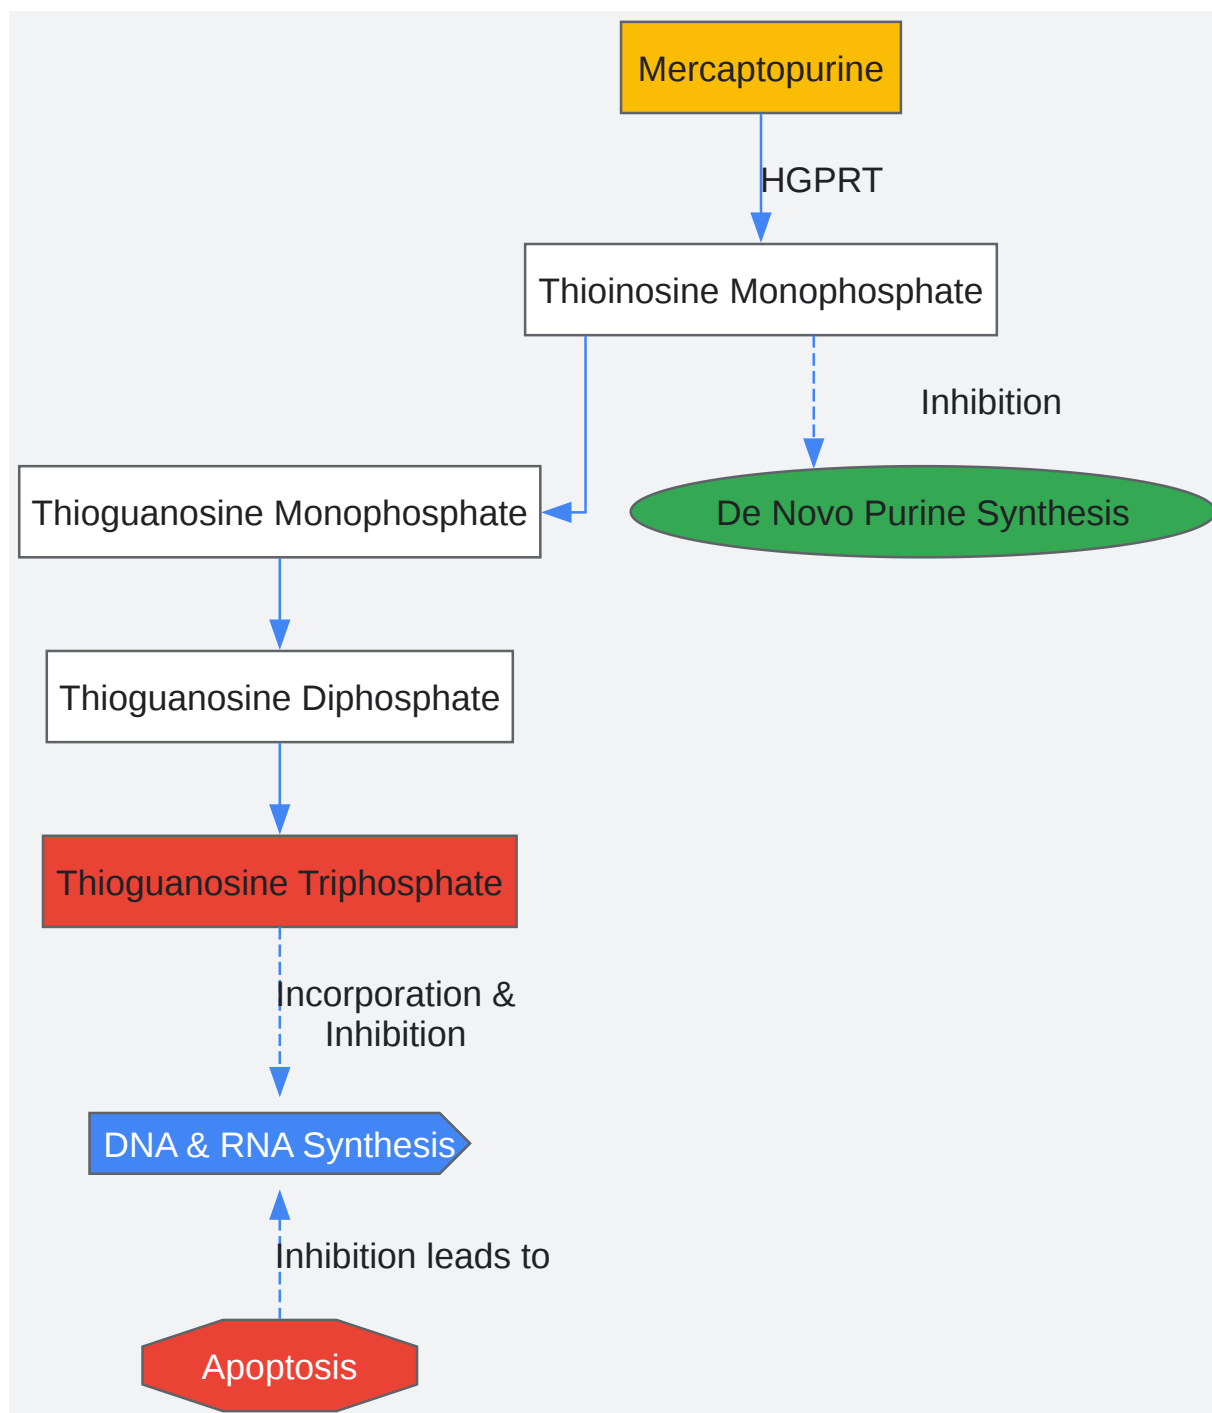 Mercaptopurine
HGPRT
Thioinosine Monophosphate
Inhibition
Thioguanosine Monophosphate
De Novo Purine Synthesis
Thioguanosine Diphosphate
Thioguanosine Triphosphate
Incorporation &
Inhibition
DNA & RNA Synthesis
Inhibition leads to
Apoptosis